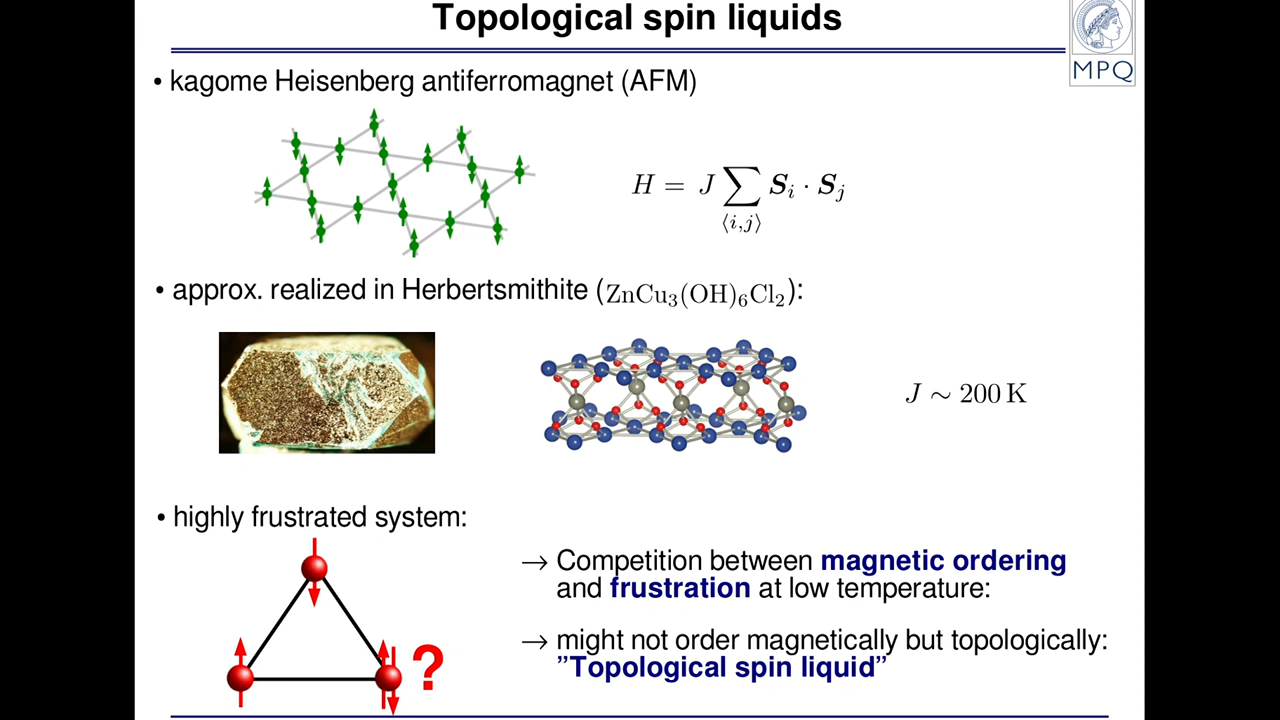 Topological spin liquids
MPQ
• kagome Heisenberg antiferromagnet (AFM)
H = J ∑ S_i · S_j
⟨i,j⟩
• approx. realized in Herbertsmithite (ZnCu₃(OH)₆Cl₂):
J ∼ 200 K
• highly frustrated system:
→ Competition between magnetic ordering
and frustration at low temperature:
→ might not order magnetically but topologically:
”Topological spin liquid”
?